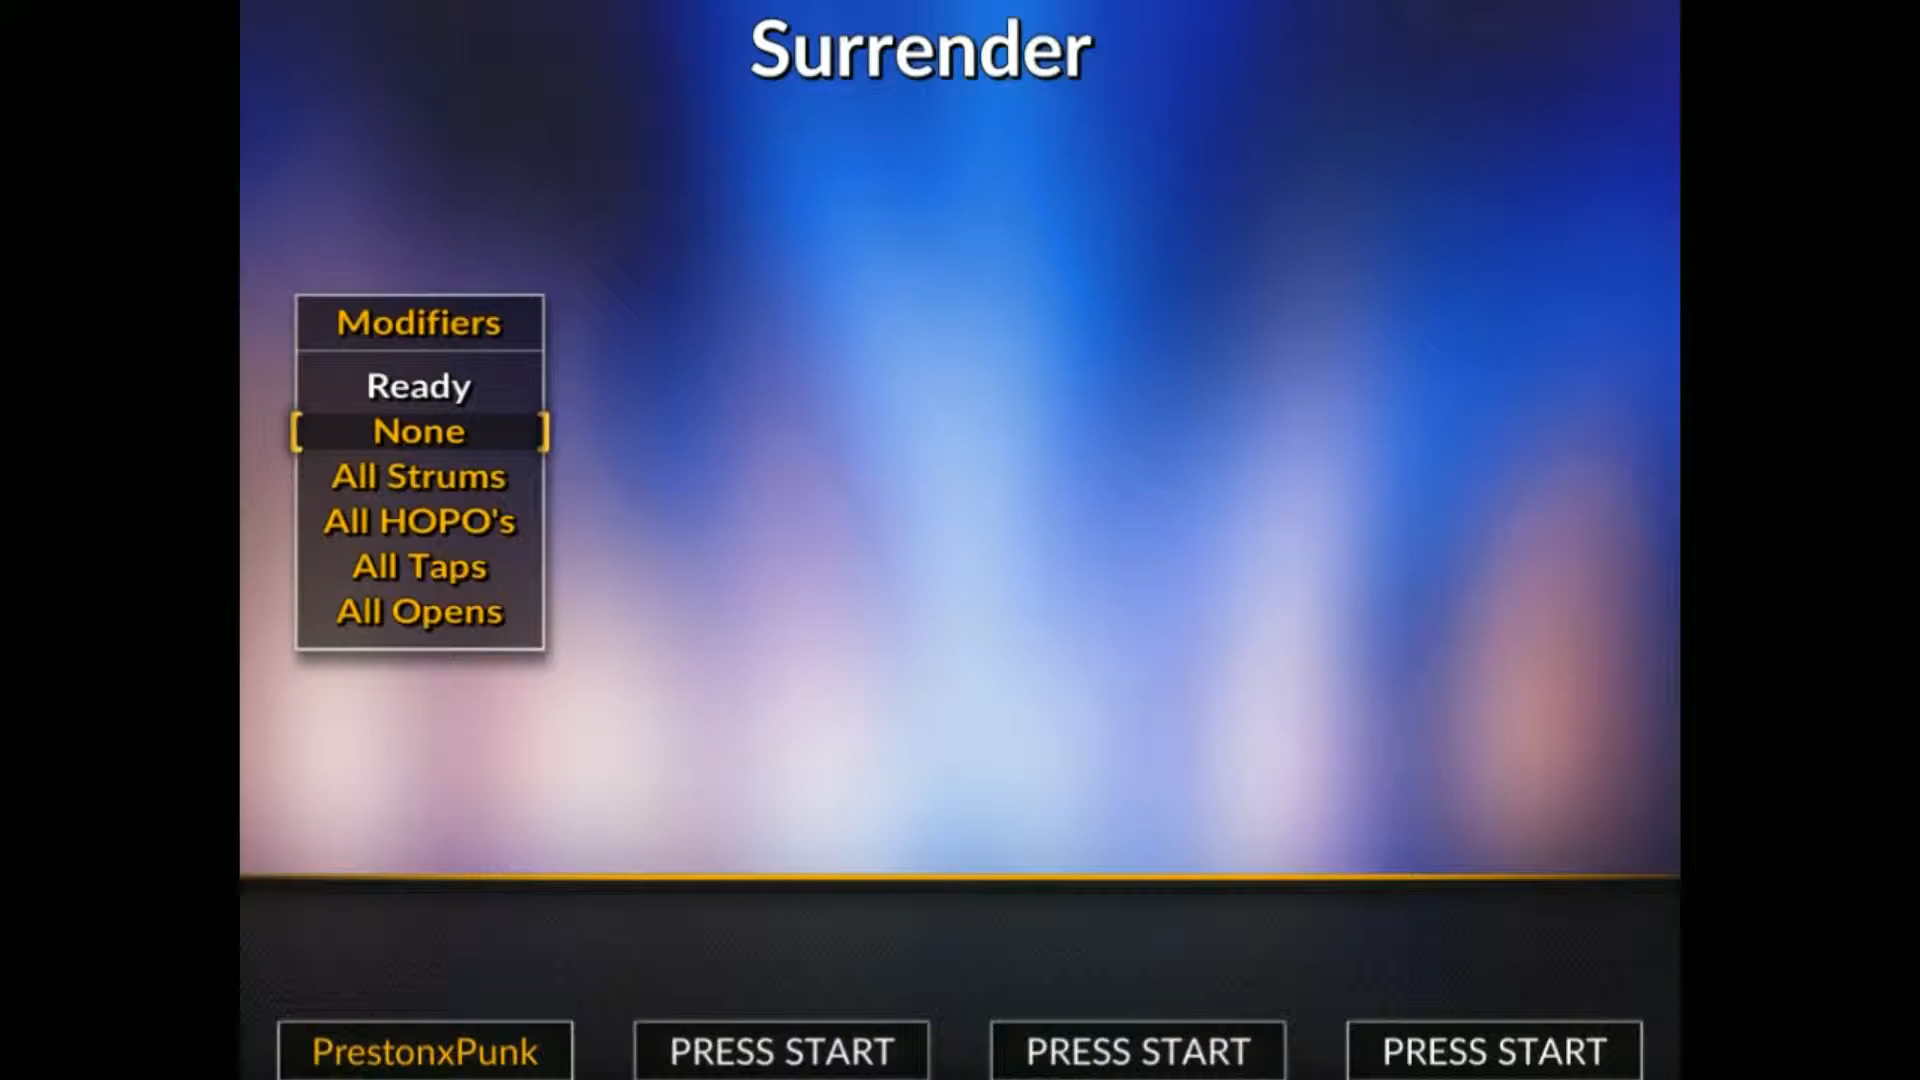 Surrender
Modifiers
Ready
None
All Strums
All HOPO's
All Taps
All Opens
PrestonxPunk
PRESS START
PRESS START
PRESS START